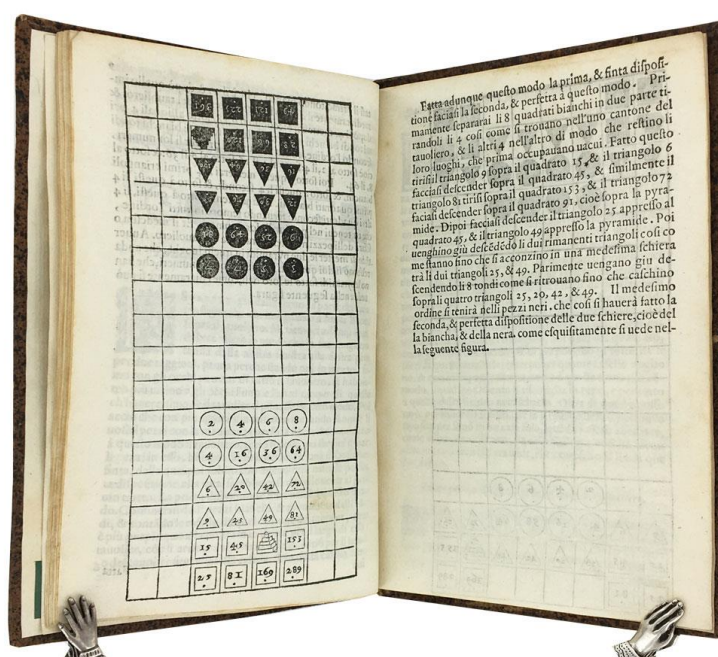 2 4 6 8
4 16 36 64
6 20 42 72
9 25 49 81
15 45 153
25 81 169 289
Fatta adunque queſto modo la prima, & finta diſpoſi-
tione faciaſi la ſeconda, & perfetta à queſto modo. Pri-
mamente ſepararai li 8 quadrati bianchi in due parte ti-
randoli li 4 coſi come ſi trouano nell'uno cantone del
tauoliero, & li altri 4 nell'altro di modo che reſtino li
loro luoghi, che prima occupauano uacui. Fatto queſto
tiriſi il triangolo 9 ſopra il quadrato 15, & il triangolo 6
facciaſi deſcender ſopra il quadrato 45, & ſimilmente il
triangolo 81 tiriſi ſopra il quadrato 153, & il triangolo 72
faciaſi deſcender ſopra il quadrato 91, cioè ſopra la pyra-
mide. Dipoi facciaſi deſcender il triangolo 25 appreſſo al
quadrato 45, & il triangolo 49 appreſſo la pyramide. Poi
uenghino giù deſcēdēdo li dui rimanenti triangoli coſi co
me ſtanno fino che ſi acconzino in una medeſima ſchiera
trà li dui triangoli 25, & 49. Parimente uengano giu de-
ſcendendo li 8 tondi come ſi ritrouano fino che caſchino
ſopra li quatro triangoli 25, 20, 42, & 49. Il medeſimo
ordine ſi tenirà nelli pezzi neri. che coſi ſi hauerà fatto la
ſeconda, & perfetta diſpoſitione delle due ſchiere, cioè del
la biancha, & della nera. come eſquiſitamente ſi uede nel-
la ſeguente figura.